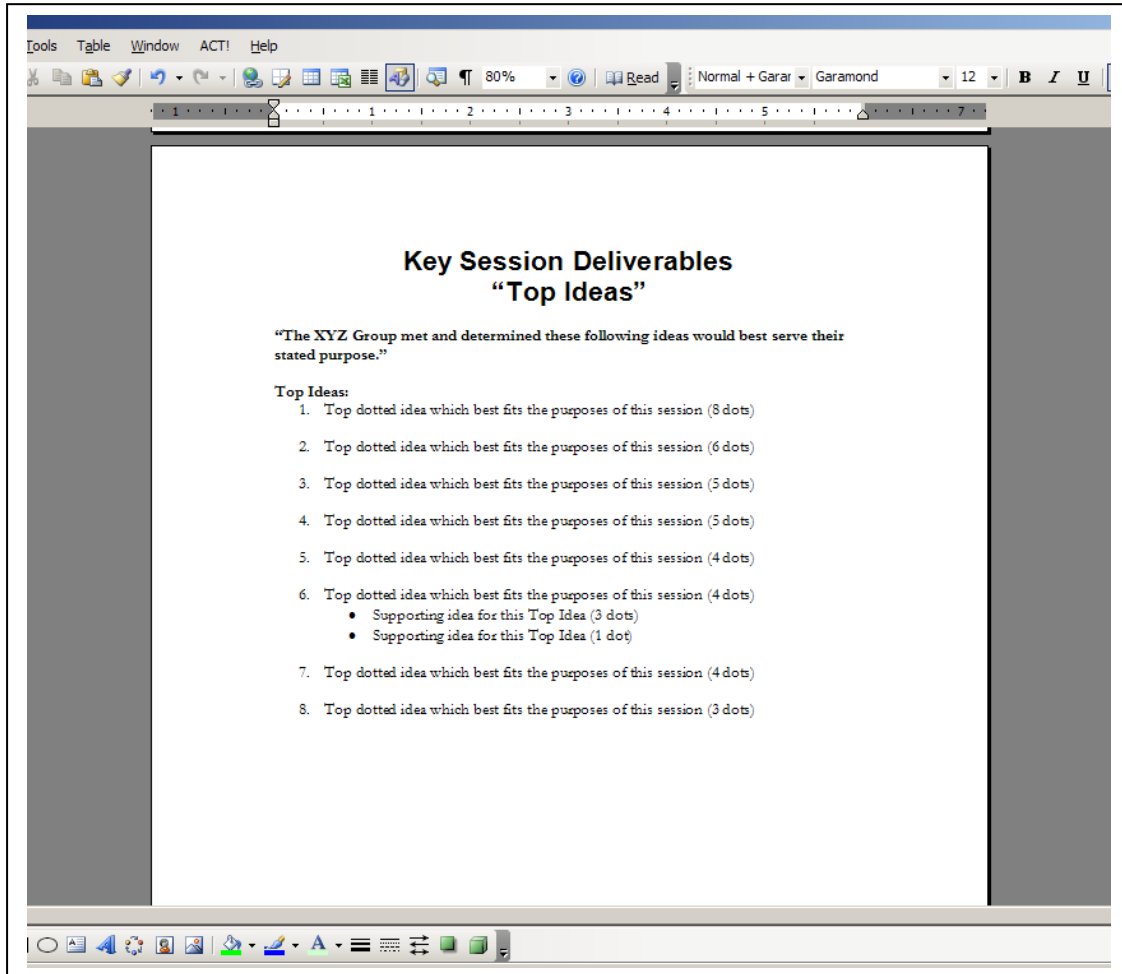 Tools Table Window ACT! Help
80% Read Normal + Garar Garamond 12 B I U
1 1 2 3 4 5 7
Key Session Deliverables
“Top Ideas”
“The XYZ Group met and determined these following ideas would best serve their
stated purpose.”
Top Ideas:
1. Top dotted idea which best fits the purposes of this session (8 dots)
2. Top dotted idea which best fits the purposes of this session (6 dots)
3. Top dotted idea which best fits the purposes of this session (5 dots)
4. Top dotted idea which best fits the purposes of this session (5 dots)
5. Top dotted idea which best fits the purposes of this session (4 dots)
6. Top dotted idea which best fits the purposes of this session (4 dots)
• Supporting idea for this Top Idea (3 dots)
• Supporting idea for this Top Idea (1 dot)
7. Top dotted idea which best fits the purposes of this session (4 dots)
8. Top dotted idea which best fits the purposes of this session (3 dots)